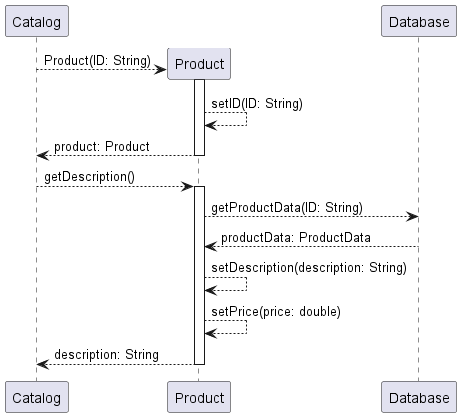 Catalog
Database
Product(ID: String)
Product
setID(ID: String)
product: Product
getDescription()
getProductData(ID: String)
productData: ProductData
setDescription(description: String)
setPrice(price: double)
description: String
Catalog
Product
Database